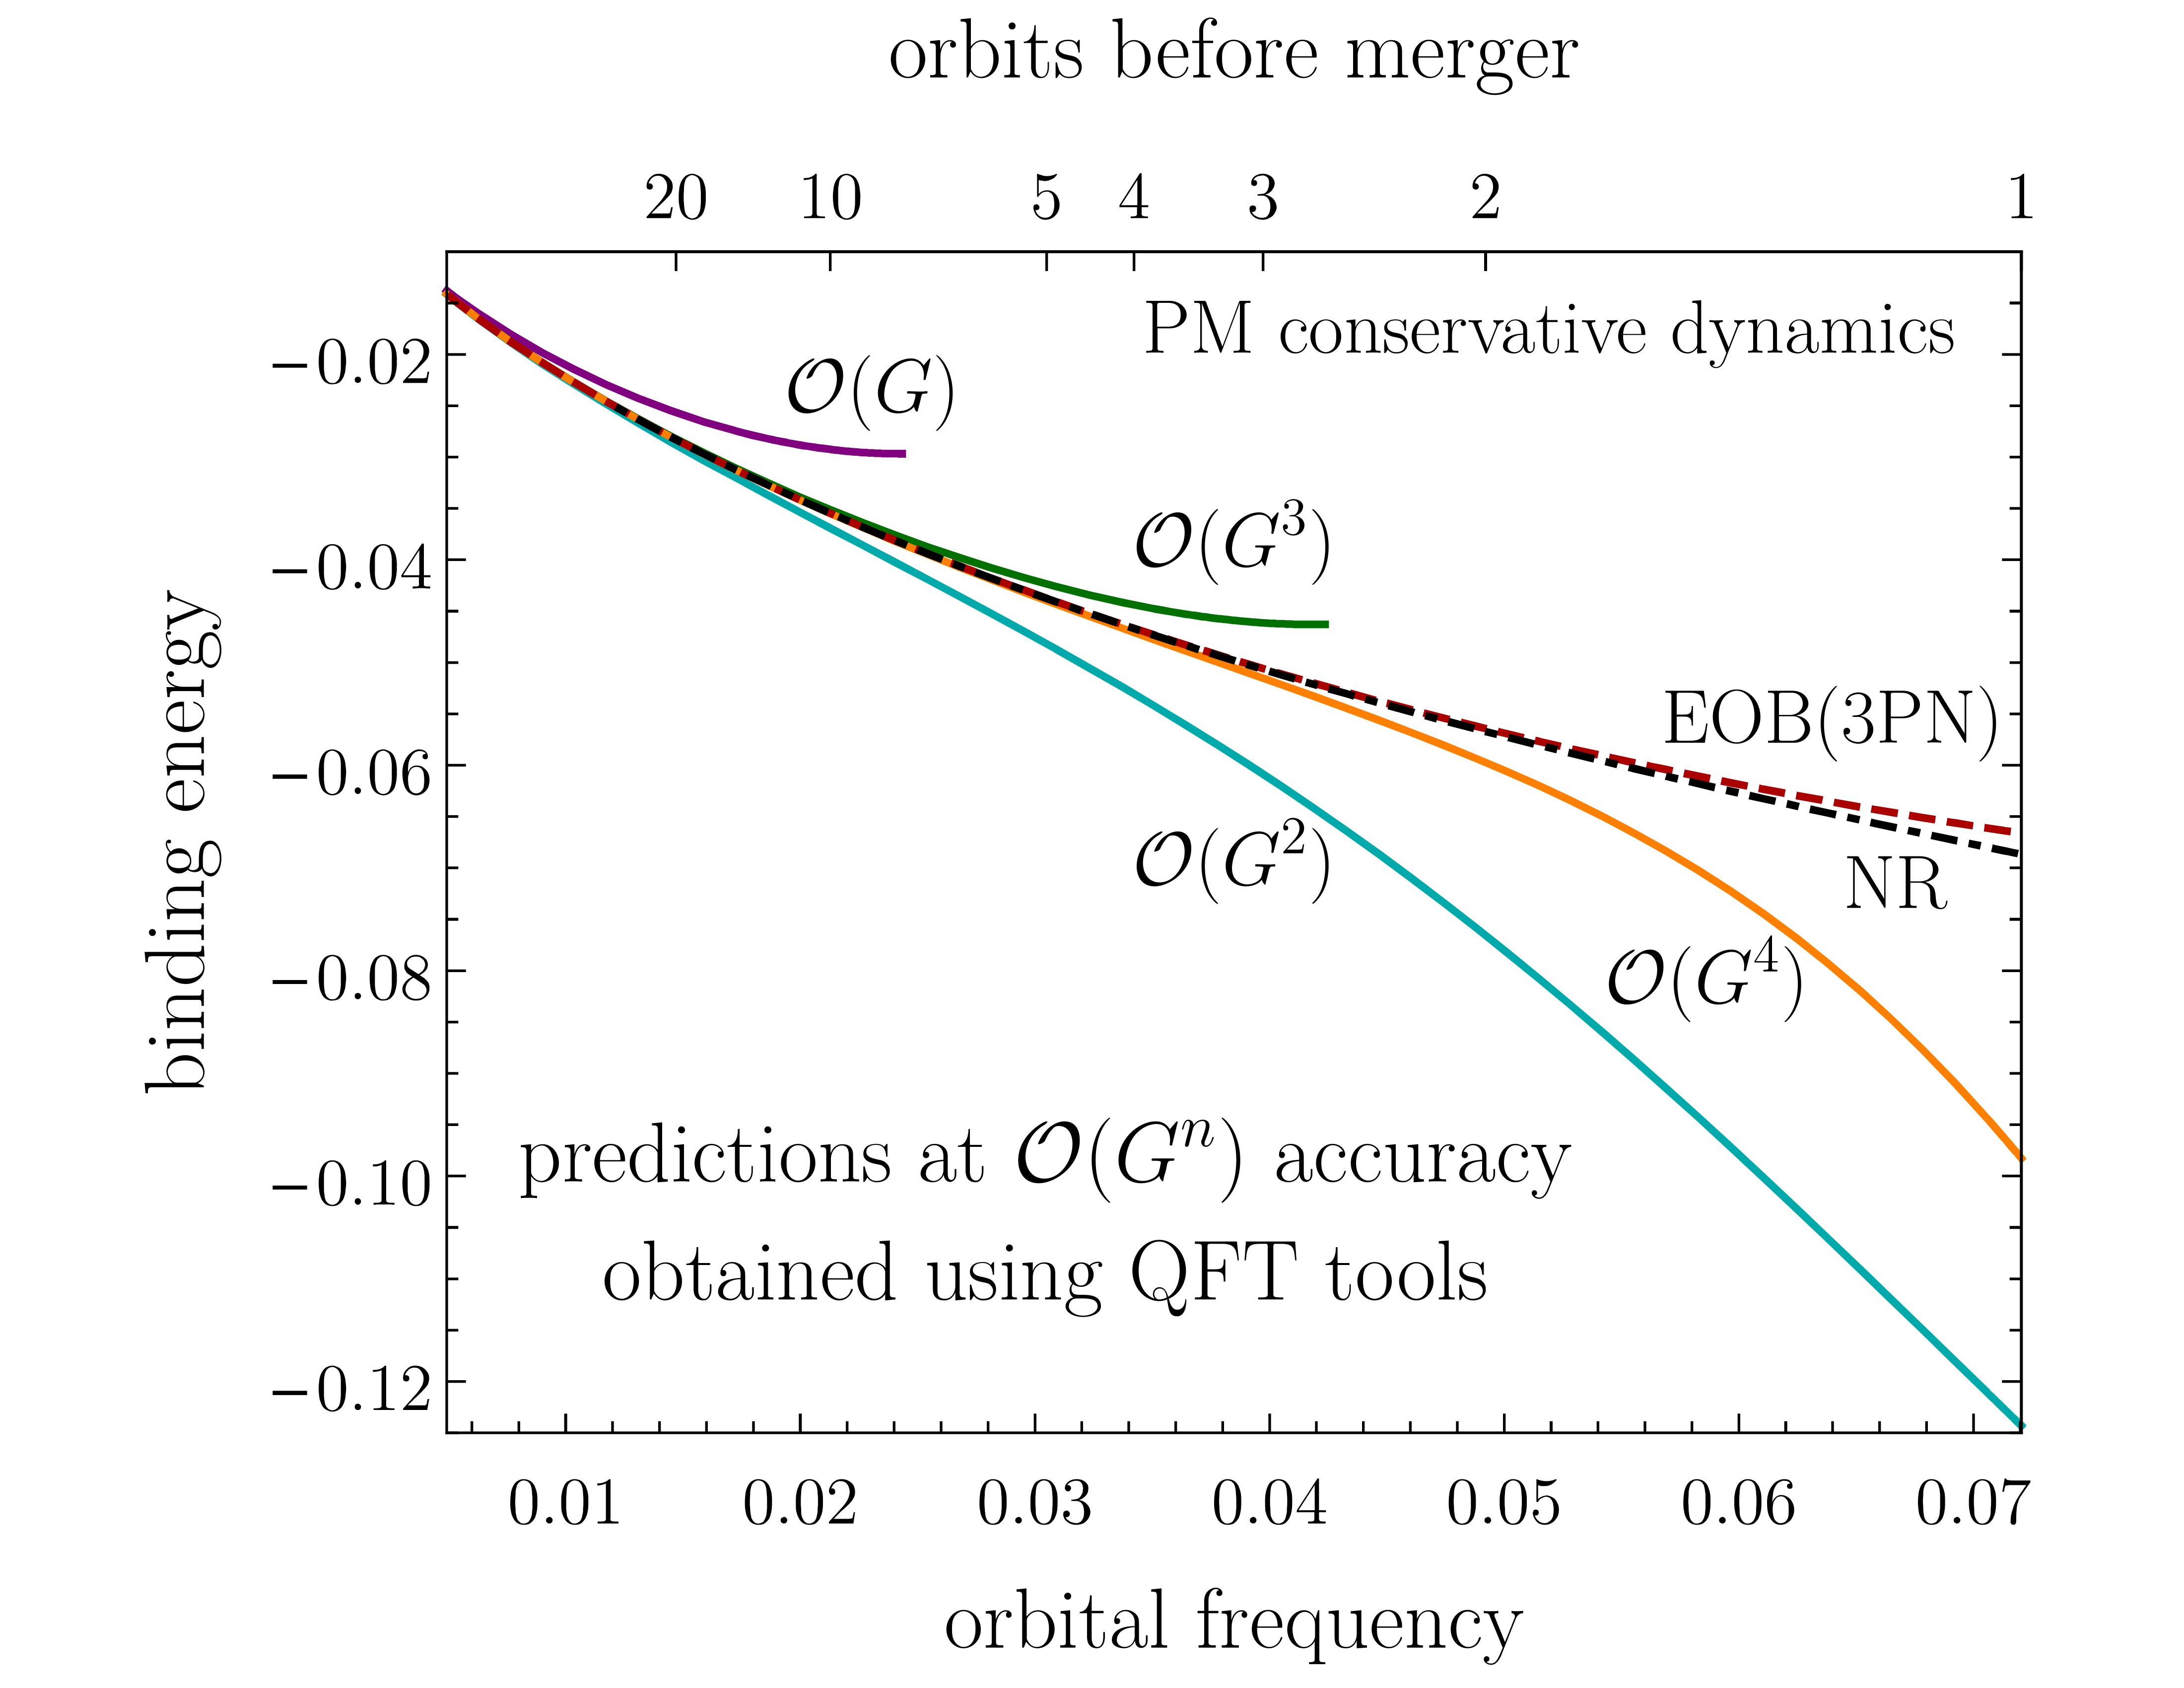 orbits before merger
20 10 5 4 3 2 1
PM conservative dynamics
−0.02
𝒪(G)
𝒪(G³)
−0.04
EOB(3PN)
−0.06
𝒪(G²)
NR
−0.08
𝒪(G⁴)
binding energy
predictions at 𝒪(Gⁿ) accuracy
−0.10
obtained using QFT tools
−0.12
0.01 0.02 0.03 0.04 0.05 0.06 0.07
orbital frequency